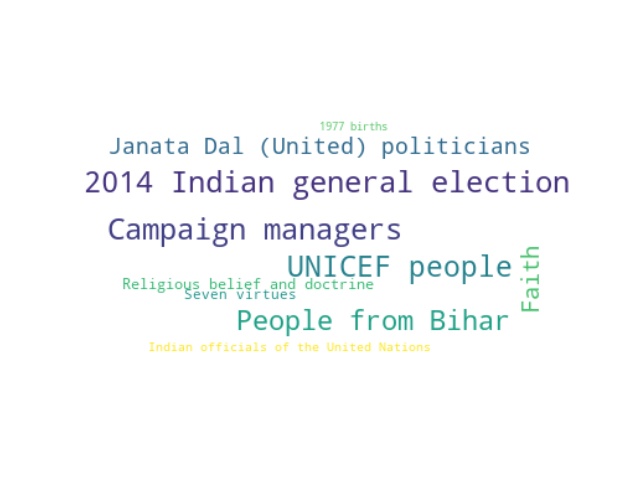 1977 births
Janata Dal (United) politicians
2014 Indian general election
Campaign managers
UNICEF people
Faith
Religious belief and doctrine
Seven virtues
People from Bihar
Indian officials of the United Nations